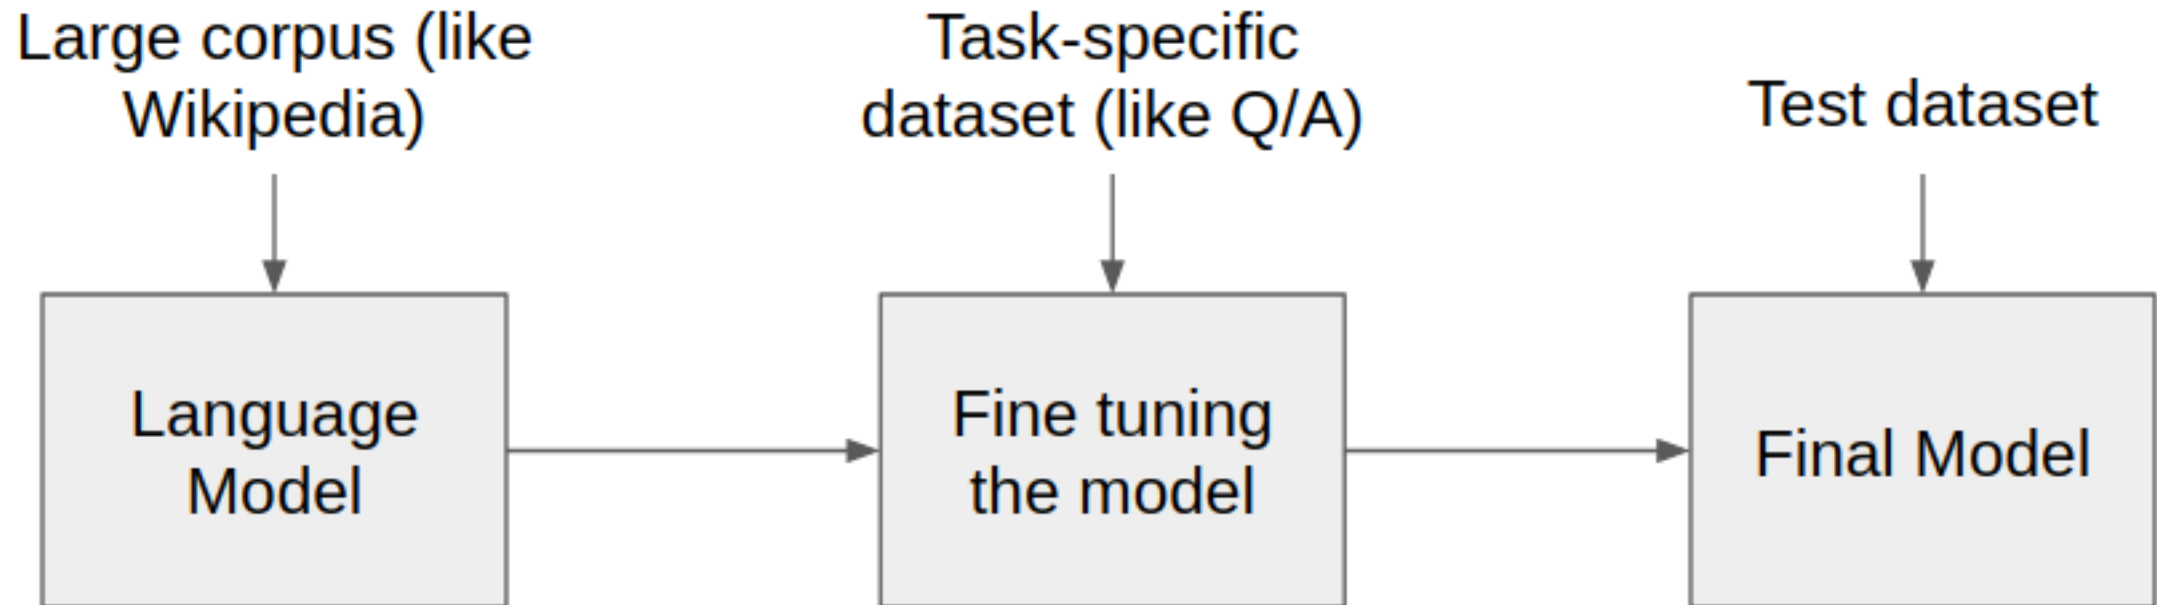 Large corpus (like
Wikipedia)
Task-specific
dataset (like Q/A)
Test dataset
Language
Model
Fine tuning
the model
Final Model